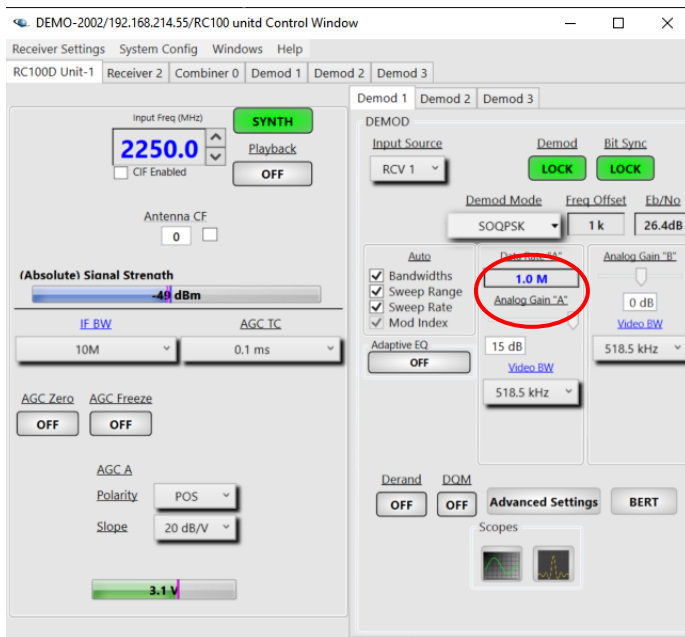 DEMO-2002/192.168.214.55/RC100 unitd Control Window
Receiver Settings System Config Windows Help
RC100D Unit-1 Receiver 2 Combiner 0 Demod 1 Demod 2 Demod 3
Input Freq (MHz)
2250.0
SYNTH
CIF Enabled
Playback
OFF
Antenna CF
0
(Absolute) Signal Strength
-49 dBm
IF BW AGC TC
10M 0.1 ms
AGC Zero AGC Freeze
OFF OFF
AGC A
Polarity POS
Slope 20 dB/V
3.1 V
Demod 1 Demod 2 Demod 3
DEMOD
Input Source Demod Bit Sync
RCV 1 LOCK LOCK
Demod Mode Freq Offset Eb/No
SOQPSK 1 k 26.4dB
Auto
Bandwidths
Sweep Range
Sweep Rate
Mod Index
Adaptive EQ
OFF
Data Rate "A"
1.0 M
Analog Gain "A"
15 dB
Video BW
518.5 kHz
Analog Gain "B"
0 dB
Video BW
518.5 kHz
Derand DQM
OFF OFF Advanced Settings BERT
Scopes